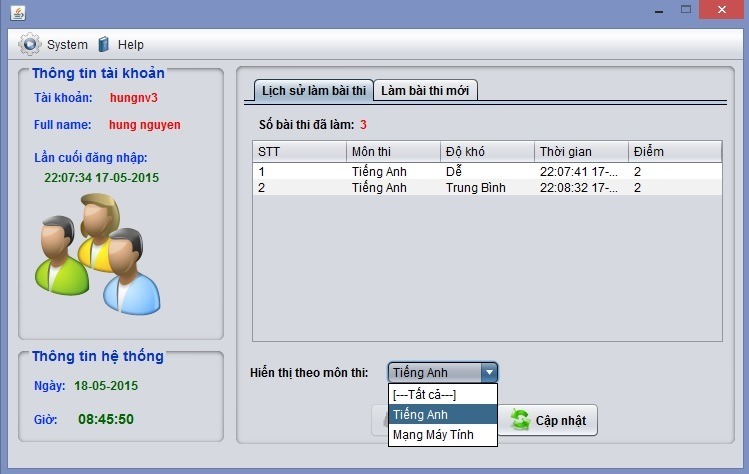 System Help
Thông tin tài khoản
Tài khoản: hungnv3
Full name: hung nguyen
Lần cuối đăng nhập:
22:07:34 17-05-2015
Thông tin hệ thống
Ngày: 18-05-2015
Giờ: 08:45:50
Lịch sử làm bài thi Làm bài thi mới
Số bài thi đã làm: 3
STT Môn thi Độ khó Thời gian Điểm
1 Tiếng Anh Dễ 22:07:41 17-... 2
2 Tiếng Anh Trung Bình 22:08:32 17-... 2
Hiển thị theo môn thi: Tiếng Anh
[---Tất cả---]
Tiếng Anh
Mạng Máy Tính
Cập nhật